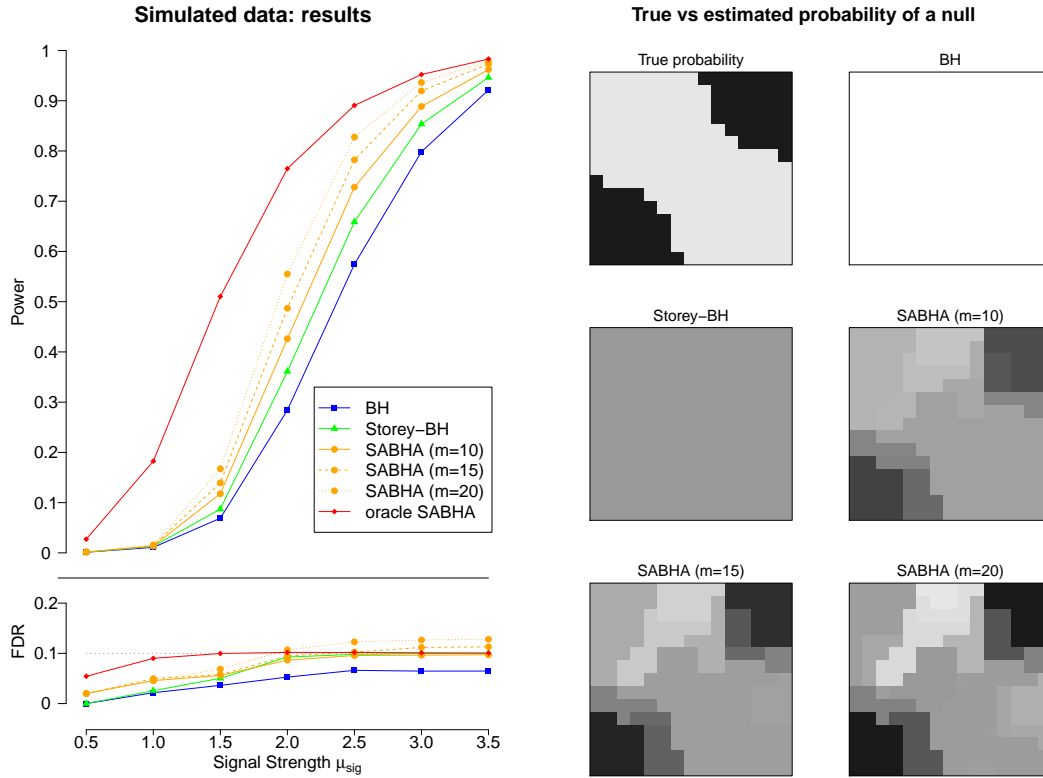 Simulated data: results
Power
1
0.9
0.8
0.7
0.6
0.5
0.4
0.3
0.2
0.1
0
BH
Storey−BH
SABHA (m=10)
SABHA (m=15)
SABHA (m=20)
oracle SABHA
FDR
0.2
0.1
0
0.5 1.0 1.5 2.0 2.5 3.0 3.5
Signal Strength μsig
True vs estimated probability of a null
True probability
BH
Storey−BH
SABHA (m=10)
SABHA (m=15)
SABHA (m=20)